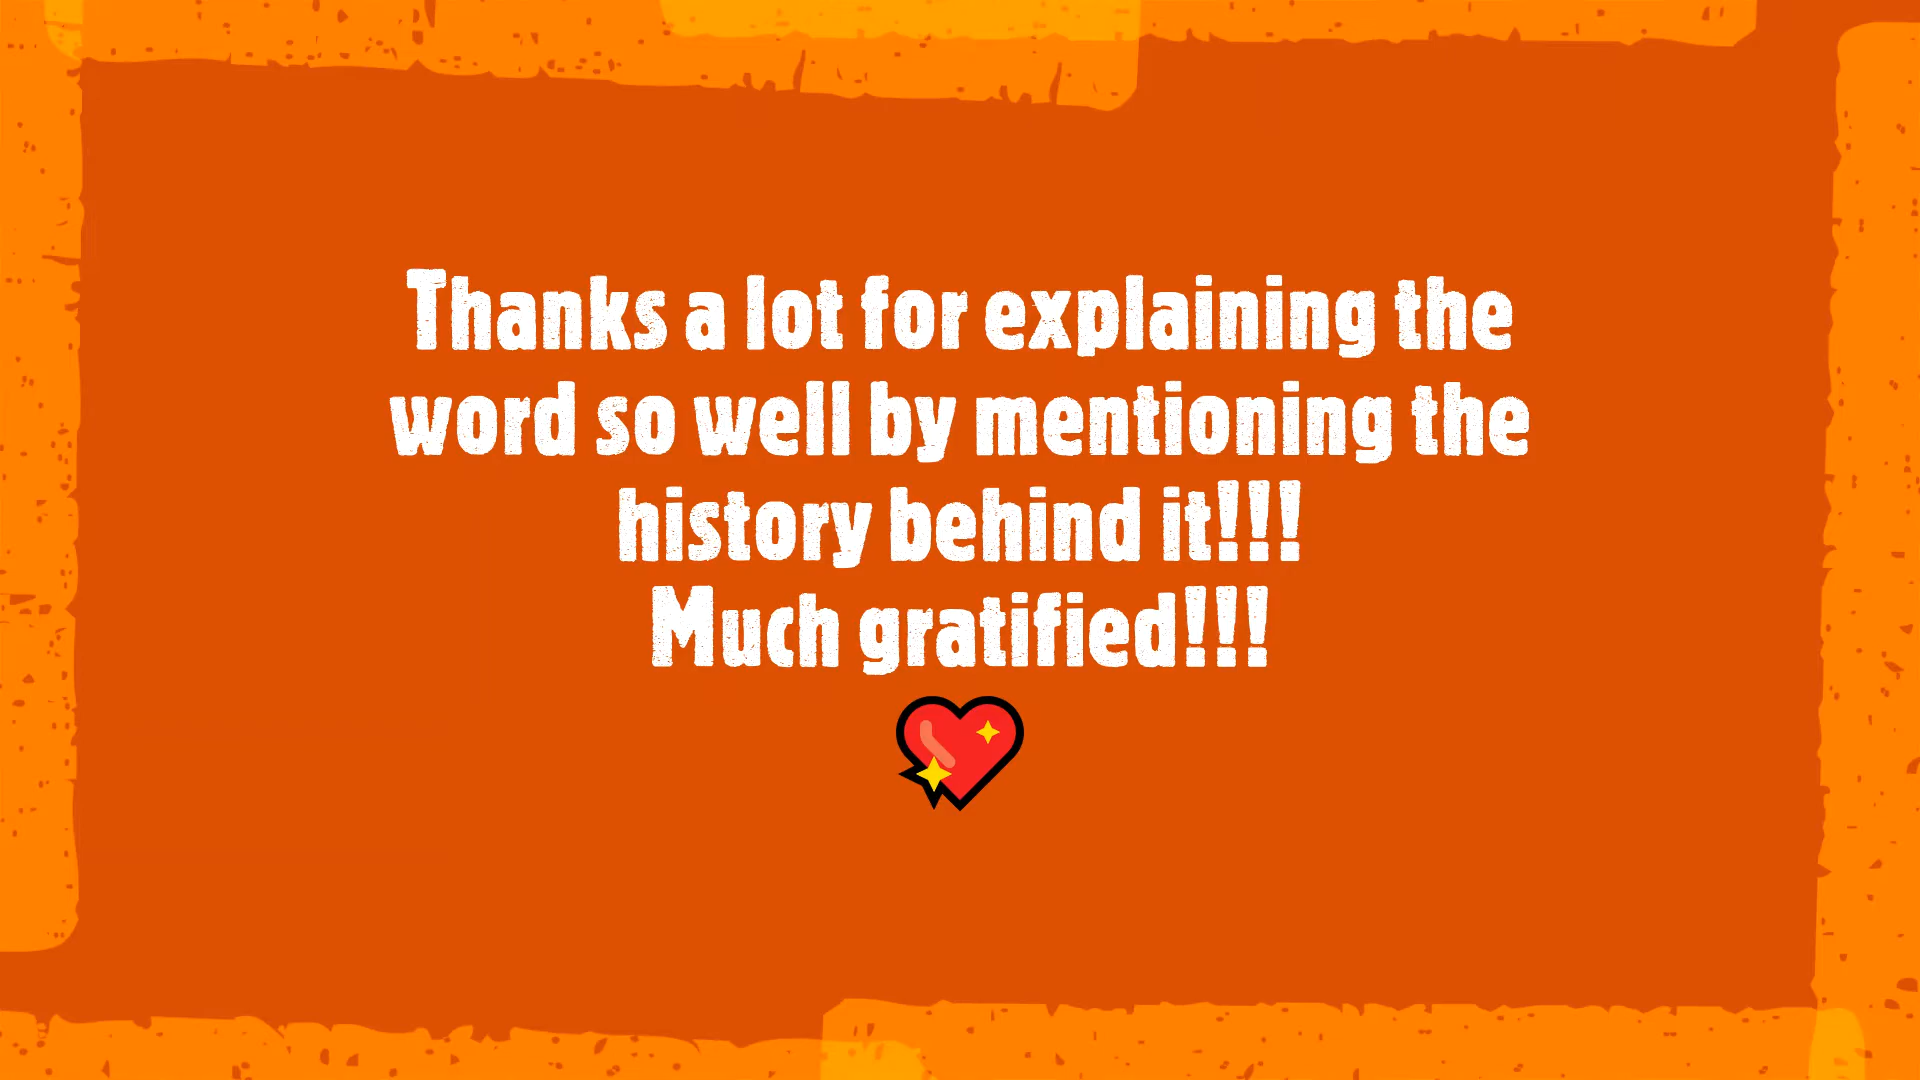 Thanks a lot for explaining the
word so well by mentioning the
history behind it!!!
Much gratified!!!